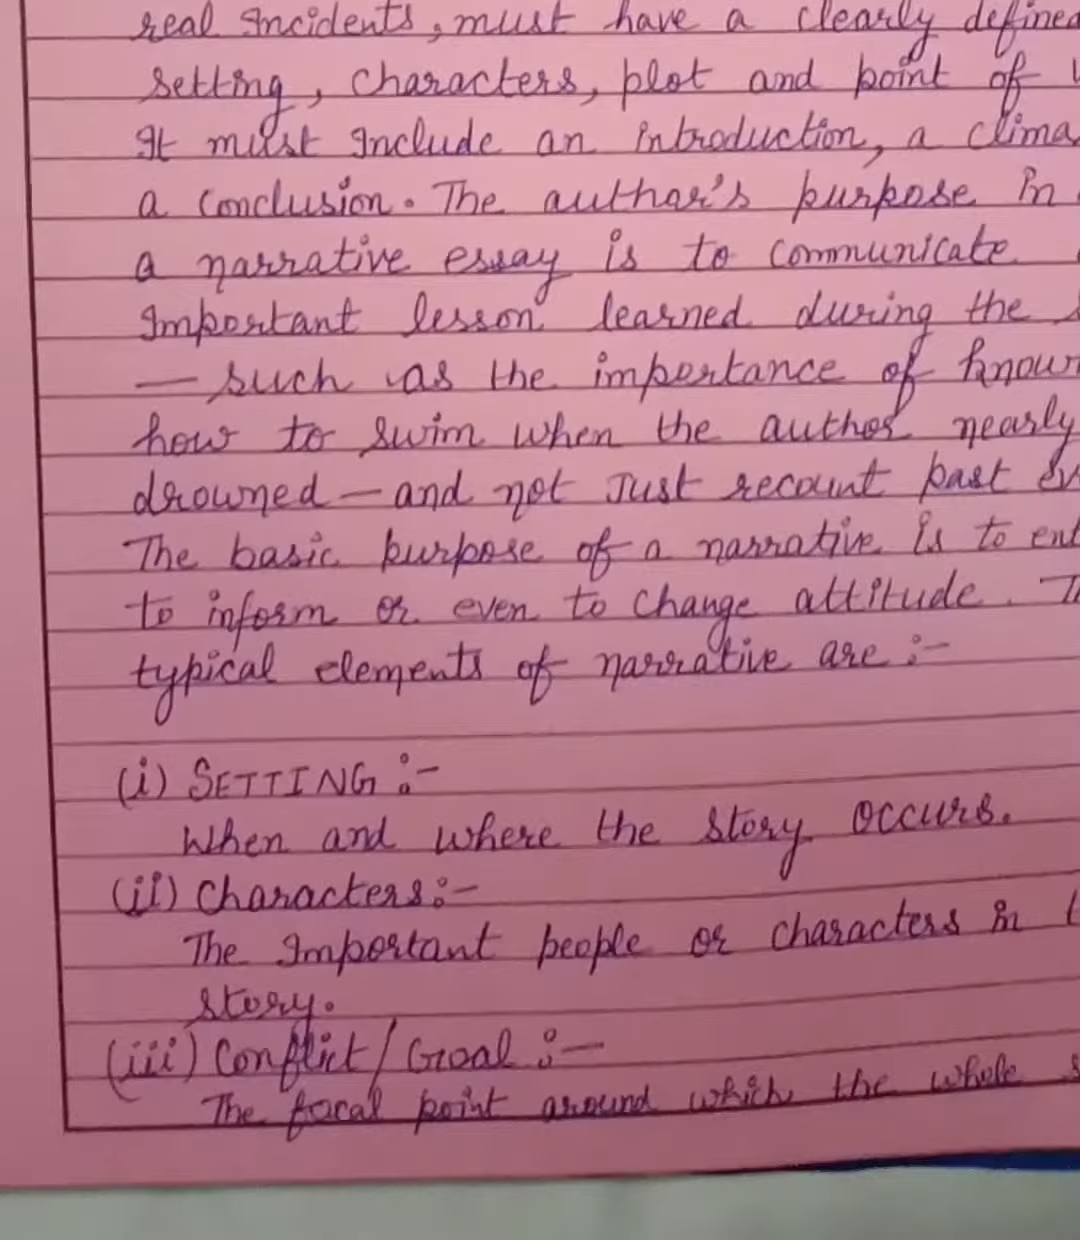 real Incidents, must have a clearly defined
setting, characters, plot and point of
It must Include an introduction, a clima
a conclusion. The author's purpose in
a narrative essay is to communicate
Important lesson learned during the
— such as the importance of know
how to swim when the author nearly
drowned — and not Just recount past ev
The basic purpose of a narrative is to ent
to inform or even to change attitude. Th
typical elements of narrative are :-
(i) SETTING :-
When and where the story occurs.
(ii) Characters:-
The Important people or characters in t
story.
(iii) Conflict/Goal :-
The focal point around which the whole s